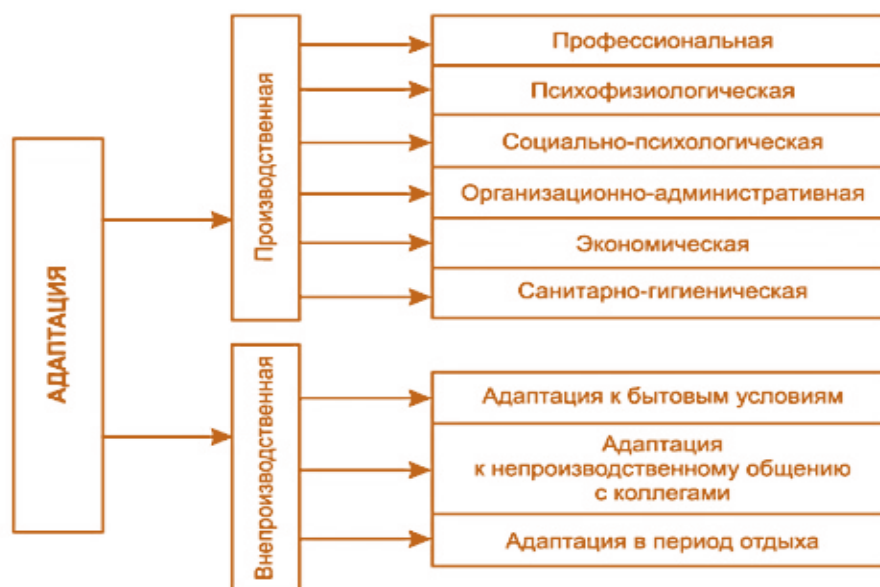 АДАПТАЦИЯ
Производственная
Профессиональная
Психофизиологическая
Социально-психологическая
Организационно-административная
Экономическая
Санитарно-гигиеническая
Внепроизводственная
Адаптация к бытовым условиям
Адаптация
к непроизводственному общению
с коллегами
Адаптация в период отдыха